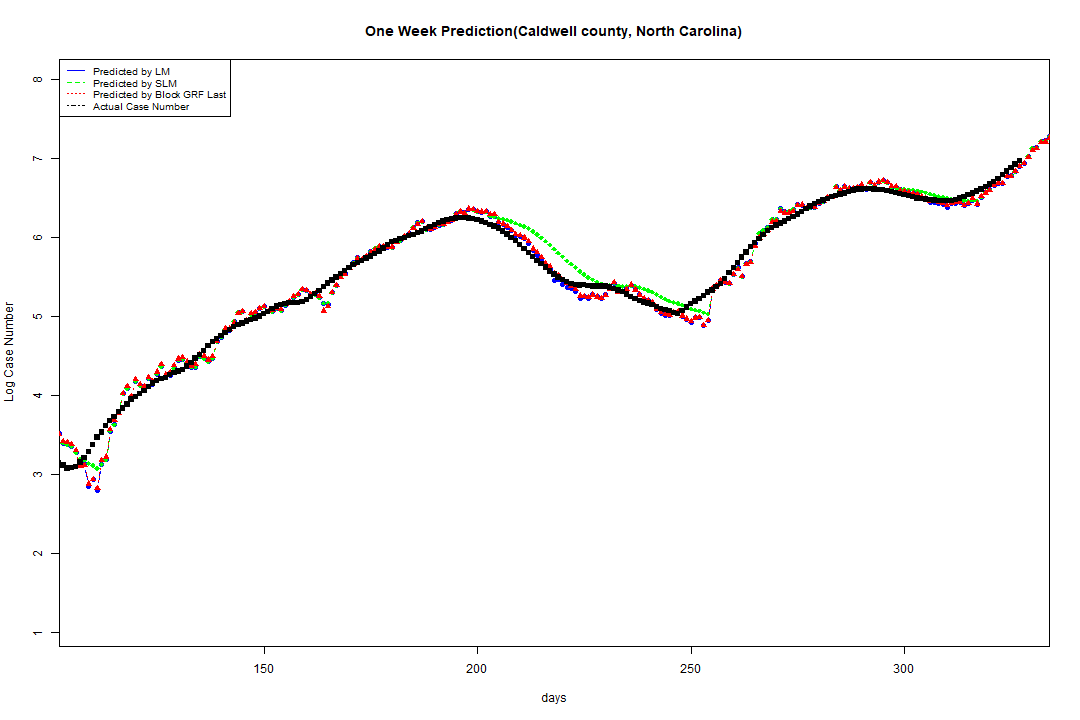 One Week Prediction(Caldwell county, North Carolina)
Predicted by LM
Predicted by SLM
Predicted by Block GRF Last
Actual Case Number
8
7
6
5
4
3
2
1
Log Case Number
150 200 250 300
days